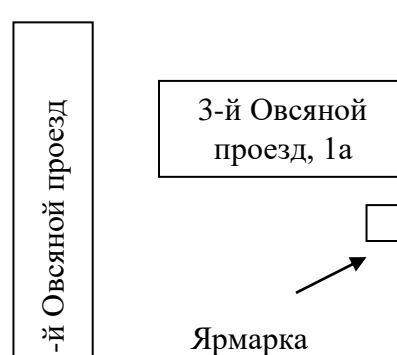 -й Овсяной проезд
3-й Овсяной
проезд, 1а
Ярмарка